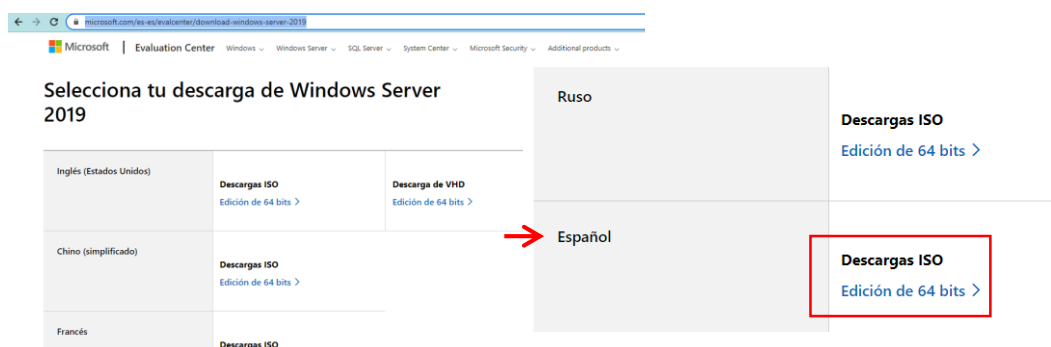 microsoft.com/es-es/evalcenter/download-windows-server-2019
Microsoft | Evaluation Center Windows Windows Server SQL Server System Center Microsoft Security Additional products
Selecciona tu descarga de Windows Server
2019
Inglés (Estados Unidos)
Descargas ISO
Edición de 64 bits
Descarga de VHD
Edición de 64 bits
Chino (simplificado)
Descargas ISO
Edición de 64 bits
Francés
Descargas ISO
Ruso
Descargas ISO
Edición de 64 bits
Español
Descargas ISO
Edición de 64 bits